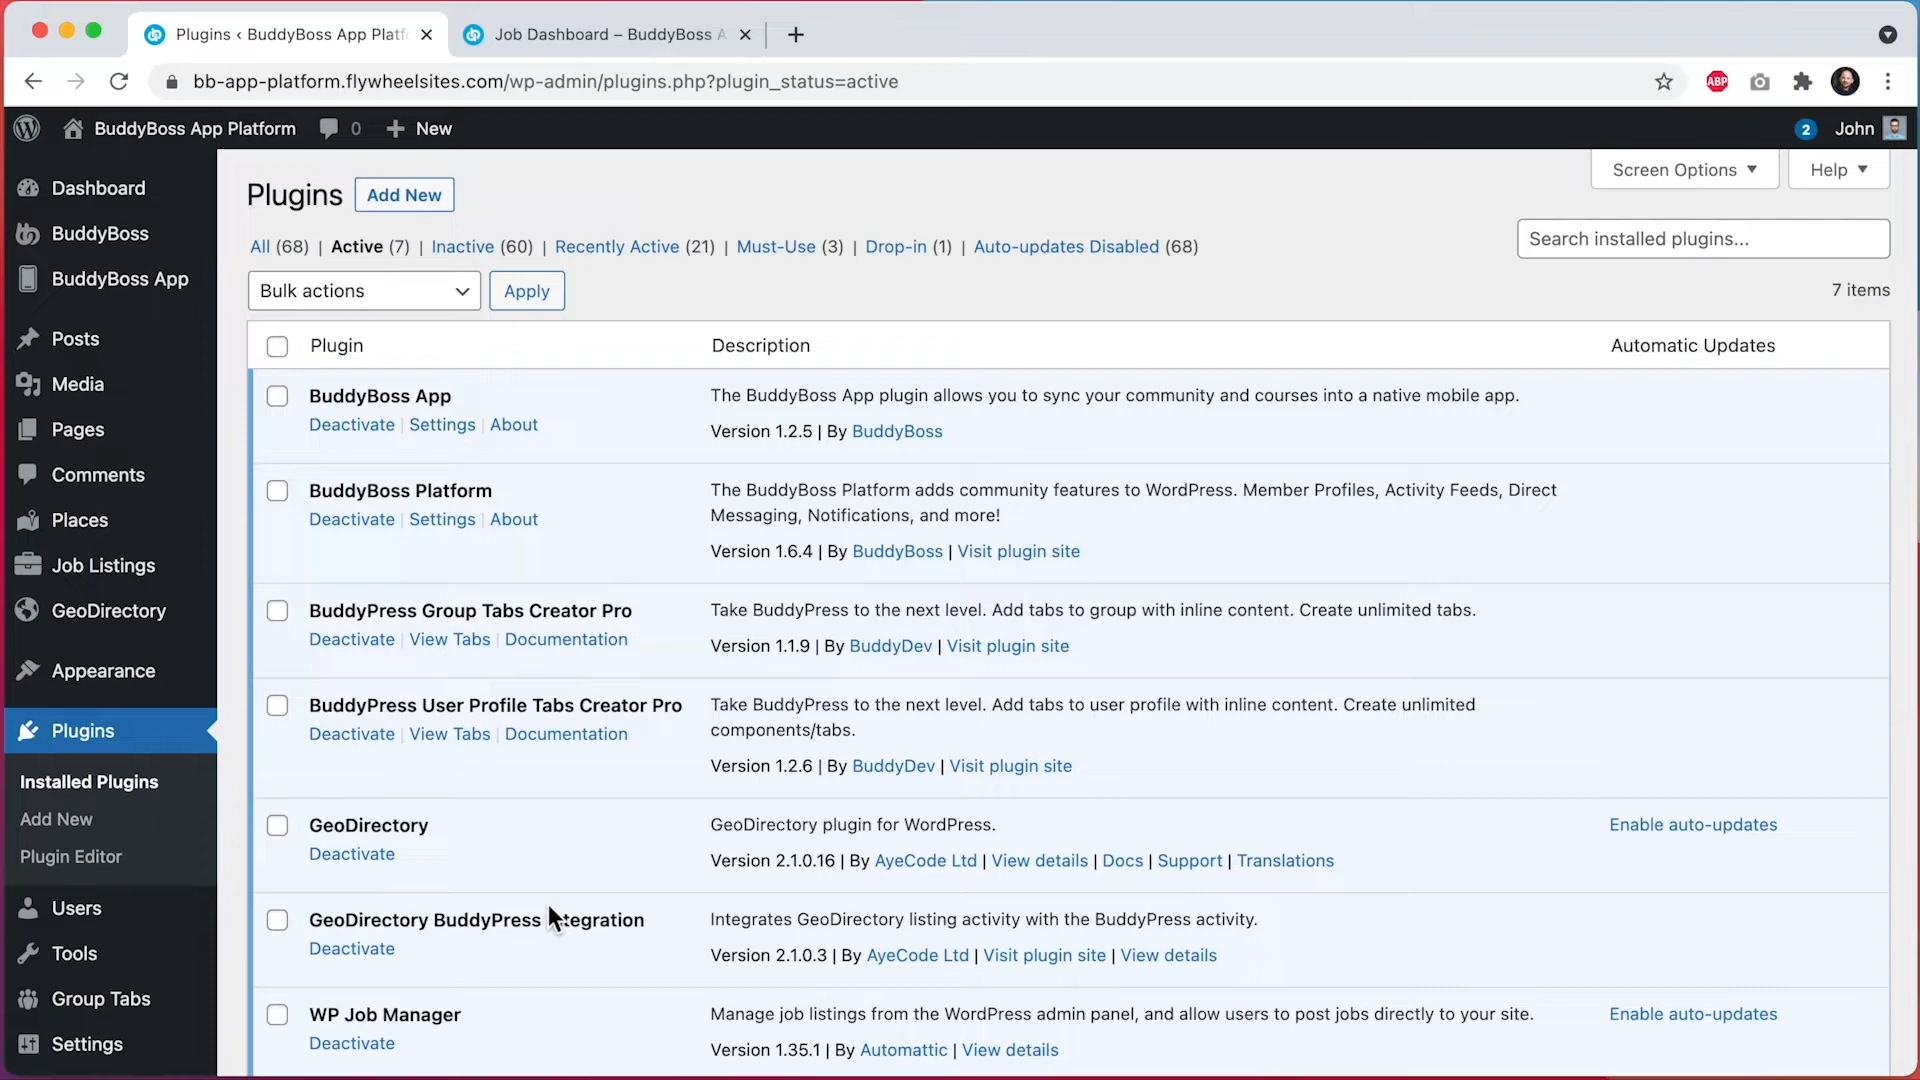 Plugins ‹ BuddyBoss App Platf
Job Dashboard – BuddyBoss A
bb-app-platform.flywheelsites.com/wp-admin/plugins.php?plugin_status=active
ABP
BuddyBoss App Platform
0
New
2
John
Dashboard
BuddyBoss
BuddyBoss App
Posts
Media
Pages
Comments
Places
Job Listings
GeoDirectory
Appearance
Plugins
Installed Plugins
Add New
Plugin Editor
Users
Tools
Group Tabs
Settings
Screen Options
Help
Plugins
Add New
All (68) | Active (7) | Inactive (60) | Recently Active (21) | Must-Use (3) | Drop-in (1) | Auto-updates Disabled (68)
Search installed plugins...
Bulk actions
Apply
7 items
Plugin
Description
Automatic Updates
BuddyBoss App
Deactivate | Settings | About
The BuddyBoss App plugin allows you to sync your community and courses into a native mobile app.
Version 1.2.5 | By BuddyBoss
BuddyBoss Platform
Deactivate | Settings | About
The BuddyBoss Platform adds community features to WordPress. Member Profiles, Activity Feeds, Direct
Messaging, Notifications, and more!
Version 1.6.4 | By BuddyBoss | Visit plugin site
BuddyPress Group Tabs Creator Pro
Deactivate | View Tabs | Documentation
Take BuddyPress to the next level. Add tabs to group with inline content. Create unlimited tabs.
Version 1.1.9 | By BuddyDev | Visit plugin site
BuddyPress User Profile Tabs Creator Pro
Deactivate | View Tabs | Documentation
Take BuddyPress to the next level. Add tabs to user profile with inline content. Create unlimited
components/tabs.
Version 1.2.6 | By BuddyDev | Visit plugin site
GeoDirectory
Deactivate
GeoDirectory plugin for WordPress.
Version 2.1.0.16 | By AyeCode Ltd | View details | Docs | Support | Translations
Enable auto-updates
GeoDirectory BuddyPress Integration
Deactivate
Integrates GeoDirectory listing activity with the BuddyPress activity.
Version 2.1.0.3 | By AyeCode Ltd | Visit plugin site | View details
WP Job Manager
Deactivate
Manage job listings from the WordPress admin panel, and allow users to post jobs directly to your site.
Version 1.35.1 | By Automattic | View details
Enable auto-updates